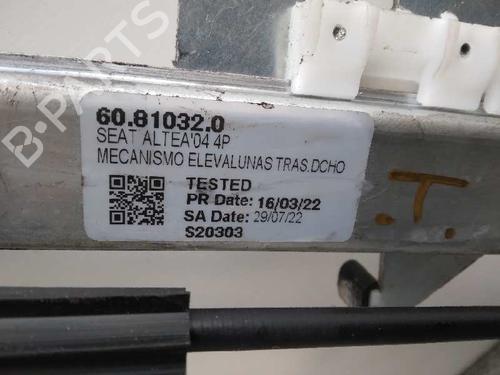 B-PARTS
60.81032.0
SEAT ALTEA'04 4P
MECANISMO ELEVALUNAS TRAS.DCHO
TESTED
PR Date: 16/03/22
SA Date: 29/07/22
S20303
.T.